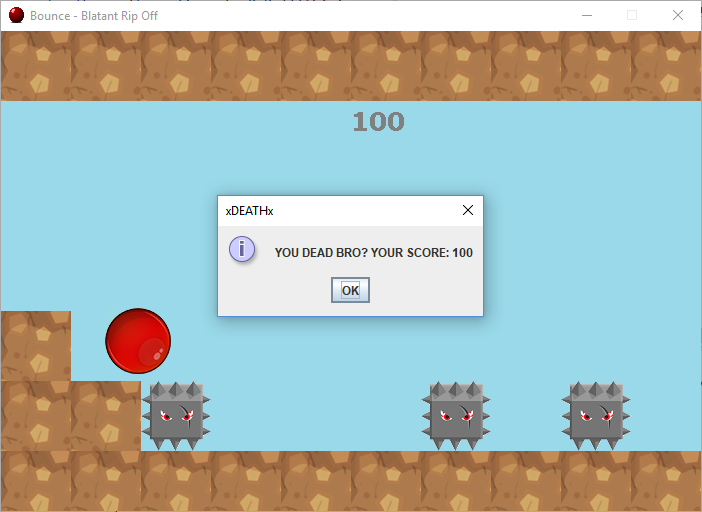 Bounce - Blatant Rip Off
100
xDEATHx
YOU DEAD BRO? YOUR SCORE: 100
OK